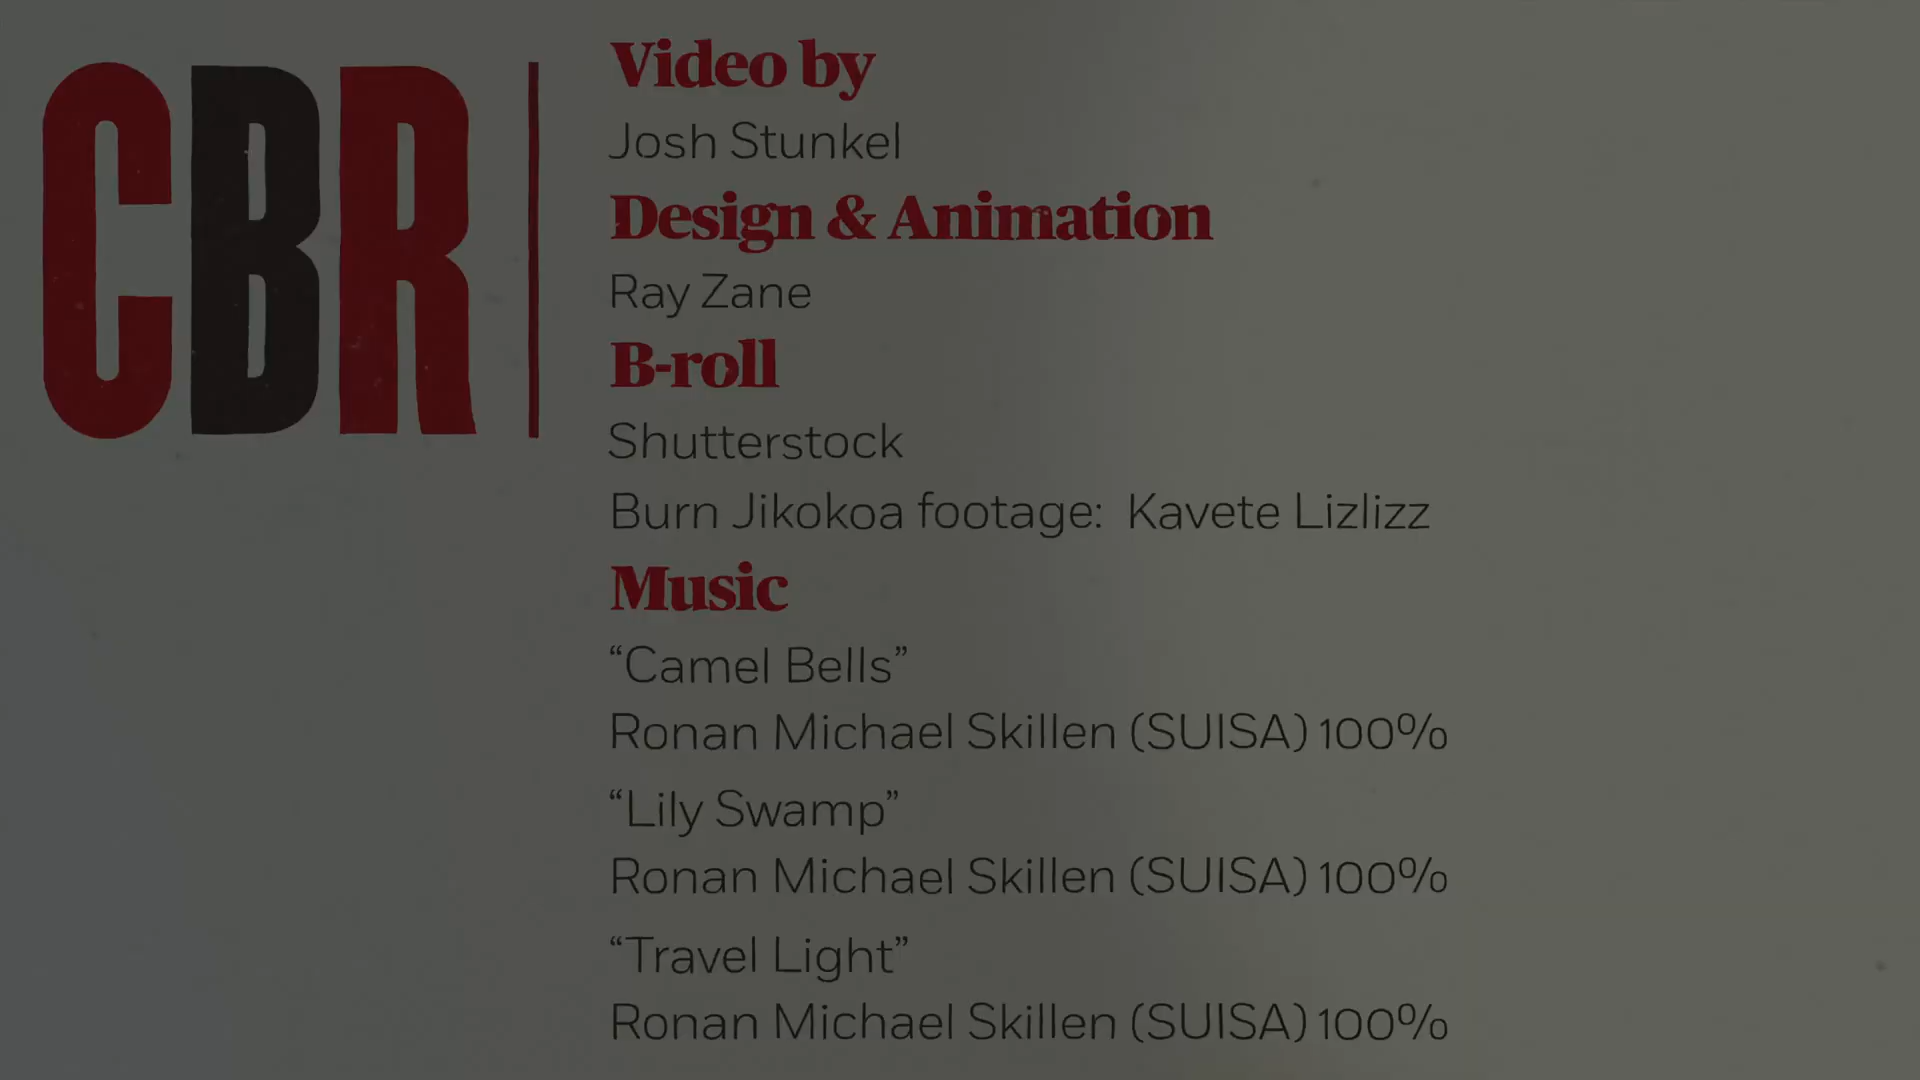 CBR
Video by
Josh Stunkel
Design & Animation
Ray Zane
B-roll
Shutterstock
Burn Jikokoa footage: Kavete Lizlizz
Music
“Camel Bells”
Ronan Michael Skillen (SUISA) 100%
“Lily Swamp”
Ronan Michael Skillen (SUISA) 100%
“Travel Light”
Ronan Michael Skillen (SUISA) 100%